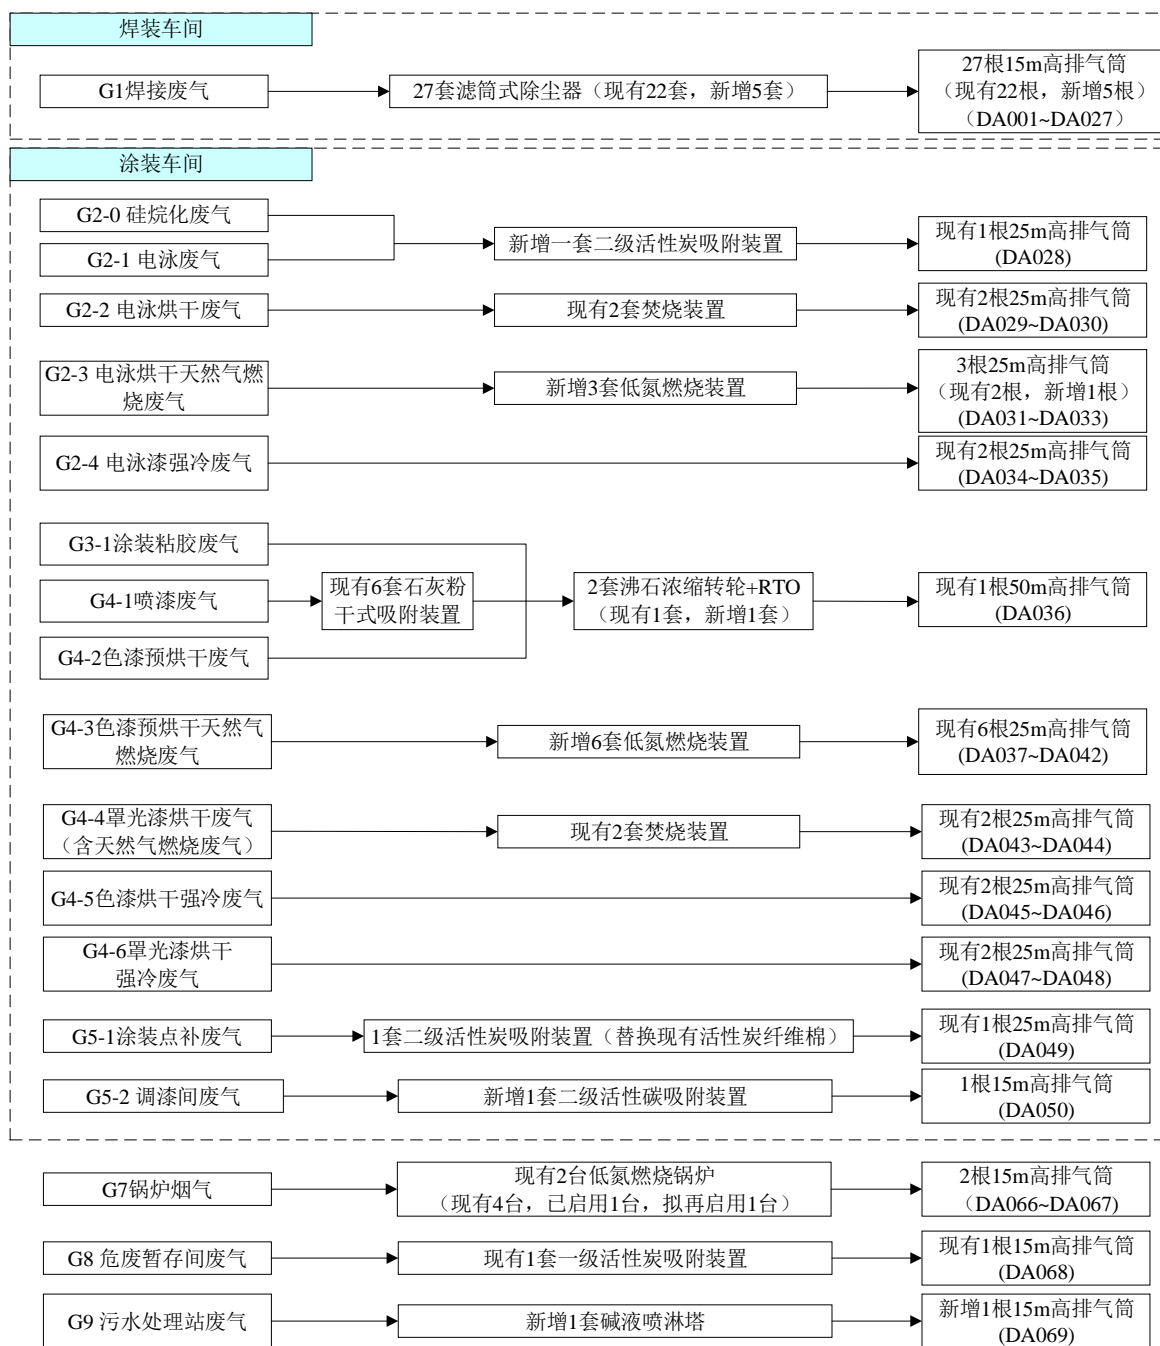 焊装车间
G1焊接废气
27套滤筒式除尘器（现有22套，新增5套）
27根15m高排气筒
（现有22根，新增5根）
（DA001~DA027）
涂装车间
G2-0 硅烷化废气
G2-1 电泳废气
新增一套二级活性炭吸附装置
现有1根25m高排气筒
(DA028)
G2-2 电泳烘干废气
现有2套焚烧装置
现有2根25m高排气筒
(DA029~DA030)
G2-3 电泳烘干天然气燃
烧废气
新增3套低氮燃烧装置
3根25m高排气筒
（现有2根，新增1根）
(DA031~DA033)
G2-4 电泳漆强冷废气
现有2根25m高排气筒
(DA034~DA035)
G3-1涂装粘胶废气
G4-1喷漆废气
现有6套石灰粉
干式吸附装置
G4-2色漆预烘干废气
2套沸石浓缩转轮+RTO
（现有1套，新增1套）
现有1根50m高排气筒
(DA036)
G4-3色漆预烘干天然气
燃烧废气
新增6套低氮燃烧装置
现有6根25m高排气筒
(DA037~DA042)
G4-4罩光漆烘干废气
（含天然气燃烧废气）
现有2套焚烧装置
现有2根25m高排气筒
(DA043~DA044)
G4-5色漆烘干强冷废气
现有2根25m高排气筒
(DA045~DA046)
G4-6罩光漆烘干
强冷废气
现有2根25m高排气筒
(DA047~DA048)
G5-1涂装点补废气
1套二级活性炭吸附装置（替换现有活性炭纤维棉）
现有1根25m高排气筒
(DA049)
G5-2 调漆间废气
新增1套二级活性碳吸附装置
1根15m高排气筒
(DA050)
G7锅炉烟气
现有2台低氮燃烧锅炉
（现有4台，已启用1台，拟再启用1台）
2根15m高排气筒
（DA066~DA067)
G8 危废暂存间废气
现有1套一级活性炭吸附装置
现有1根15m高排气筒
(DA068)
G9 污水处理站废气
新增1套碱液喷淋塔
新增1根15m高排气筒
(DA069)